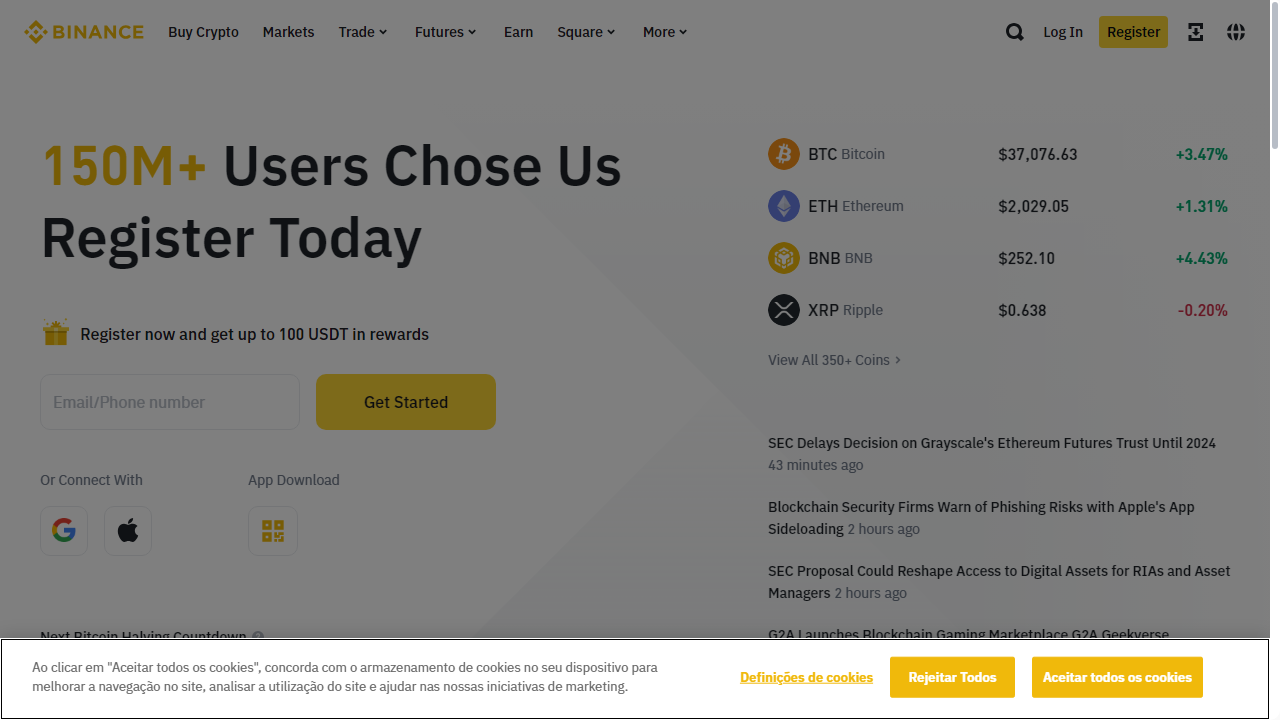 BINANCE Buy Crypto Markets Trade Futures Earn Square More Log In Register
150M+ Users Chose Us
Register Today
Register now and get up to 100 USDT in rewards
Email/Phone number Get Started
Or Connect With App Download
Next Bitcoin Halving Countdown
BTC Bitcoin $37,076.63 +3.47%
ETH Ethereum $2,029.05 +1.31%
BNB BNB $252.10 +4.43%
XRP Ripple $0.638 -0.20%
View All 350+ Coins
SEC Delays Decision on Grayscale's Ethereum Futures Trust Until 2024
43 minutes ago
Blockchain Security Firms Warn of Phishing Risks with Apple's App
Sideloading 2 hours ago
SEC Proposal Could Reshape Access to Digital Assets for RIAs and Asset
Managers 2 hours ago
G2A Launches Blockchain Gaming Marketplace G2A Geekverse
Ao clicar em "Aceitar todos os cookies", concorda com o armazenamento de cookies no seu dispositivo para
melhorar a navegação no site, analisar a utilização do site e ajudar nas nossas iniciativas de marketing.
Definições de cookies Rejeitar Todos Aceitar todos os cookies